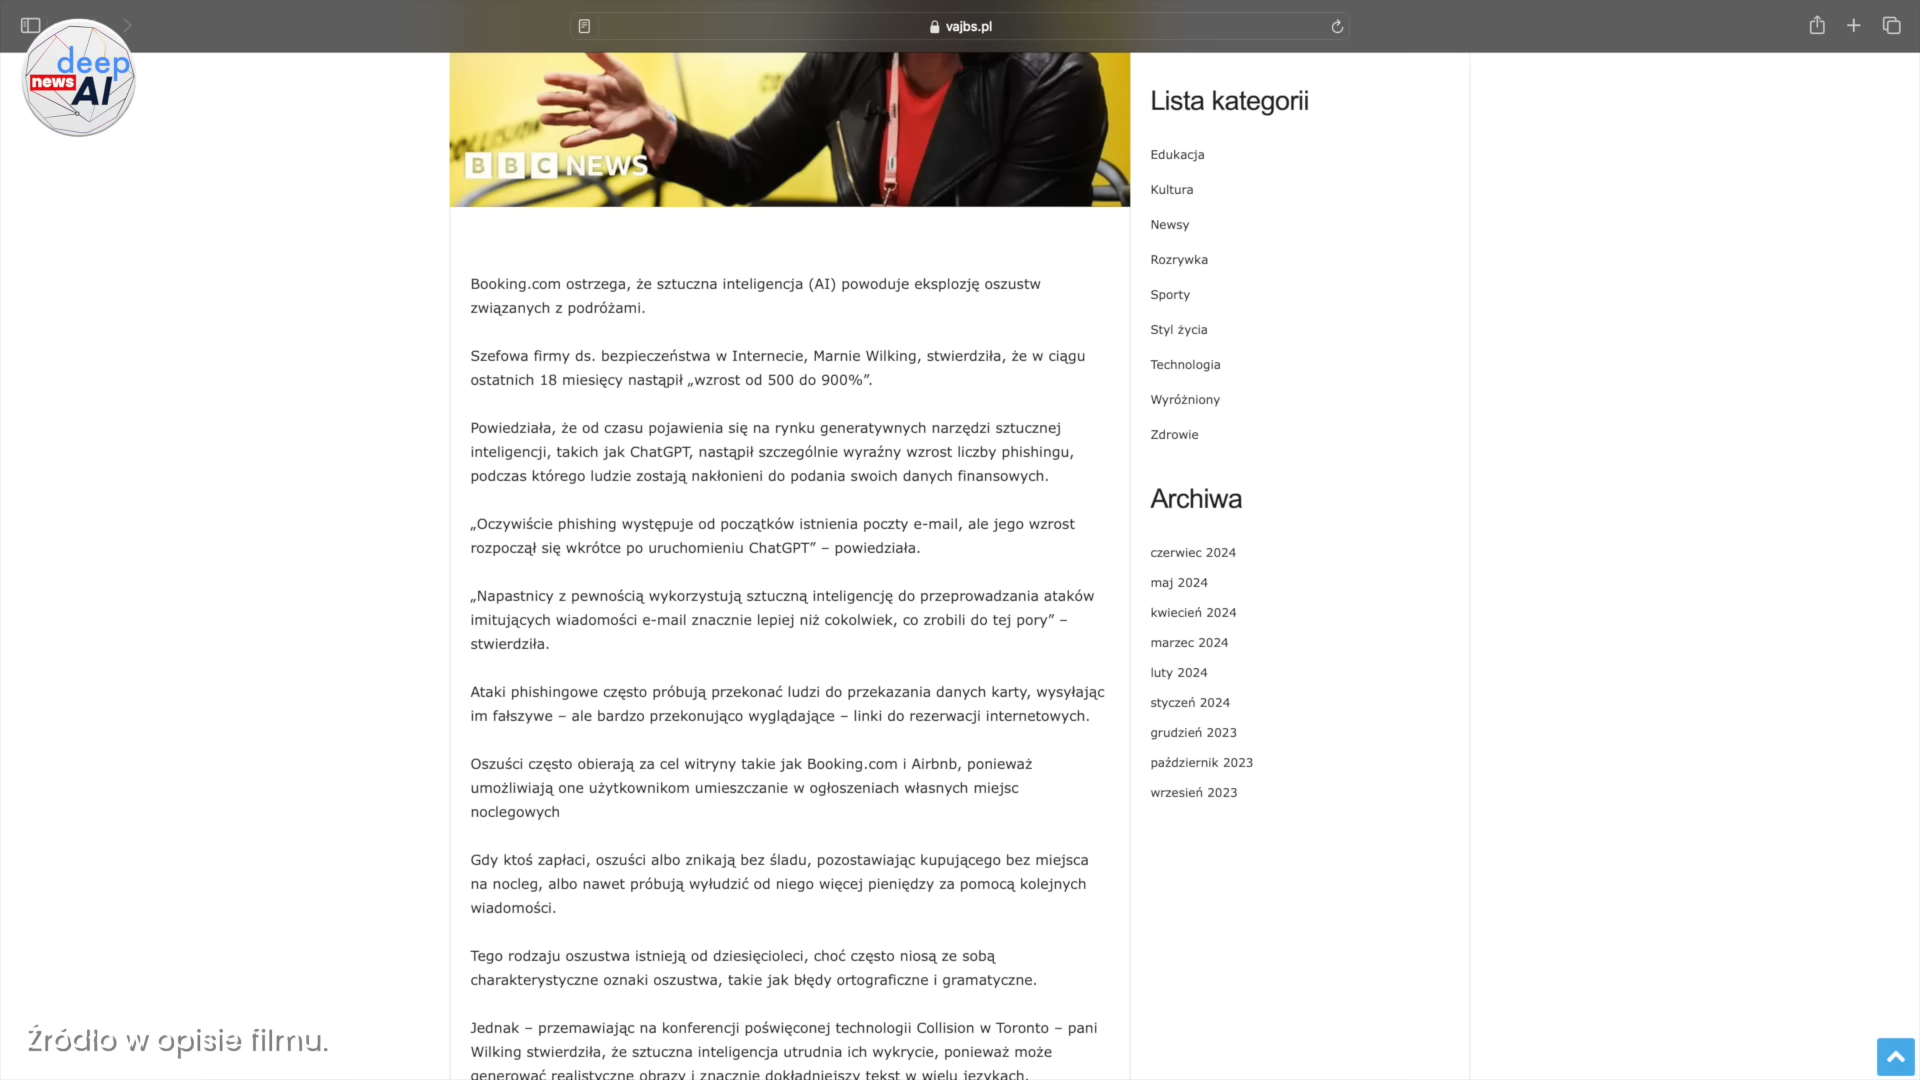 vajbs.pl
deep
news
AI
BBC NEWS
Booking.com ostrzega, że sztuczna inteligencja (AI) powoduje eksplozję oszustw
związanych z podróżami.
Szefowa firmy ds. bezpieczeństwa w Internecie, Marnie Wilking, stwierdziła, że w ciągu
ostatnich 18 miesięcy nastąpił „wzrost od 500 do 900%”.
Powiedziała, że od czasu pojawienia się na rynku generatywnych narzędzi sztucznej
inteligencji, takich jak ChatGPT, nastąpił szczególnie wyraźny wzrost liczby phishingu,
podczas którego ludzie zostają nakłonieni do podania swoich danych finansowych.
„Oczywiście phishing występuje od początków istnienia poczty e-mail, ale jego wzrost
rozpoczął się wkrótce po uruchomieniu ChatGPT” – powiedziała.
„Napastnicy z pewnością wykorzystują sztuczną inteligencję do przeprowadzania ataków
imitujących wiadomości e-mail znacznie lepiej niż cokolwiek, co zrobili do tej pory” –
stwierdziła.
Ataki phishingowe często próbują przekonać ludzi do przekazania danych karty, wysyłając
im fałszywe – ale bardzo przekonująco wyglądające – linki do rezerwacji internetowych.
Oszuści często obierają za cel witryny takie jak Booking.com i Airbnb, ponieważ
umożliwiają one użytkownikom umieszczanie w ogłoszeniach własnych miejsc
noclegowych
Gdy ktoś zapłaci, oszuści albo znikają bez śladu, pozostawiając kupującego bez miejsca
na nocleg, albo nawet próbują wyłudzić od niego więcej pieniędzy za pomocą kolejnych
wiadomości.
Tego rodzaju oszustwa istnieją od dziesięcioleci, choć często niosą ze sobą
charakterystyczne oznaki oszustwa, takie jak błędy ortograficzne i gramatyczne.
Jednak – przemawiając na konferencji poświęconej technologii Collision w Toronto – pani
Wilking stwierdziła, że sztuczna inteligencja utrudnia ich wykrycie, ponieważ może
generować realistyczne obrazy i znacznie dokładniejszy tekst w wielu językach.
Lista kategorii
Edukacja
Kultura
Newsy
Rozrywka
Sporty
Styl życia
Technologia
Wyróżniony
Zdrowie
Archiwa
czerwiec 2024
maj 2024
kwiecień 2024
marzec 2024
luty 2024
styczeń 2024
grudzień 2023
październik 2023
wrzesień 2023
Źródło w opisie filmu.